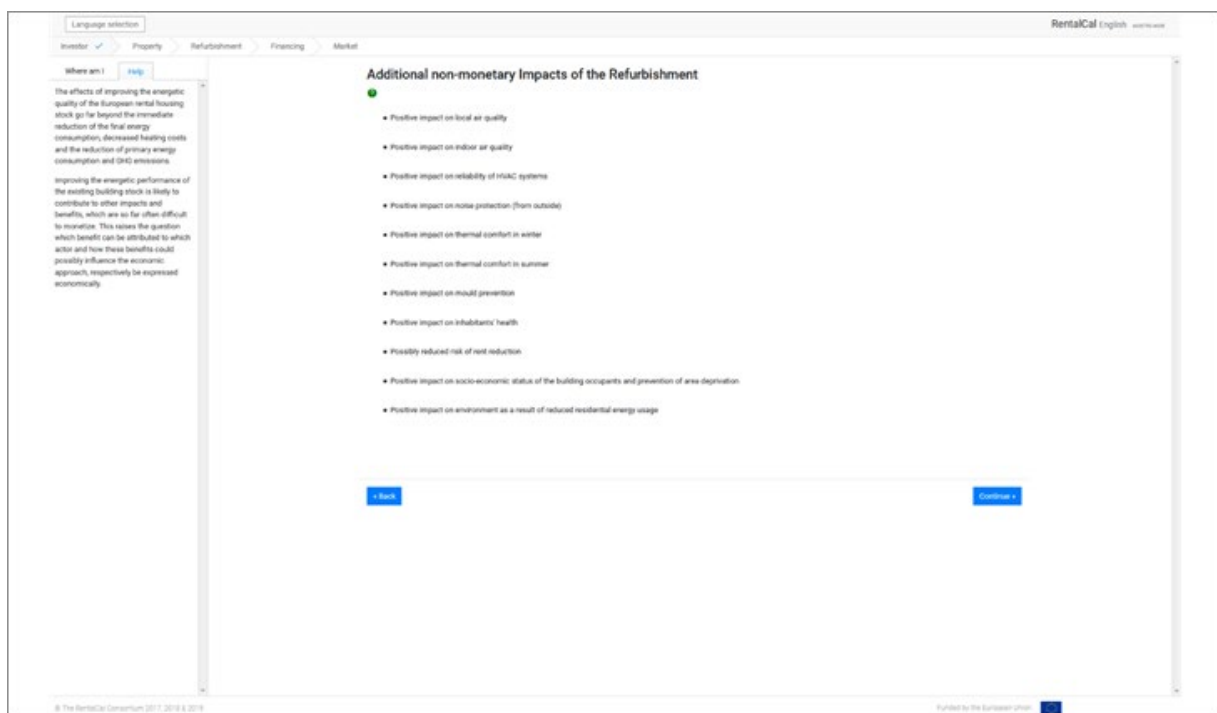 Language selection
RentalCal English
Investor Property Refurbishment Financing Market
Where am I Help
The effects of improving the energetic
quality of the European rental housing
stock go far beyond the immediate
reduction of the final energy
consumption, decreased heating costs
and the reduction of primary energy
consumption and GHG emissions.
Improving the energetic performance of
the existing building stock is likely to
contribute to other impacts and
benefits, which are so far often difficult
to monetize. This raises the question
which benefit can be attributed to which
actor and how these benefits could
possibly influence the economic
approach, respectively be expressed
economically.
Additional non-monetary Impacts of the Refurbishment
• Positive impact on local air quality
• Positive impact on indoor air quality
• Positive impact on reliability of HVAC systems
• Positive impact on noise protection (from outside)
• Positive impact on thermal comfort in winter
• Positive impact on thermal comfort in summer
• Positive impact on mould prevention
• Positive impact on inhabitants' health
• Possibly reduced risk of rent reduction
• Positive impact on socio-economic status of the building occupants and prevention of area deprivation
• Positive impact on environment as a result of reduced residential energy usage
« Back
Continue »
© The RentalCal Consortium 2017, 2018 & 2019
Funded by the European Union